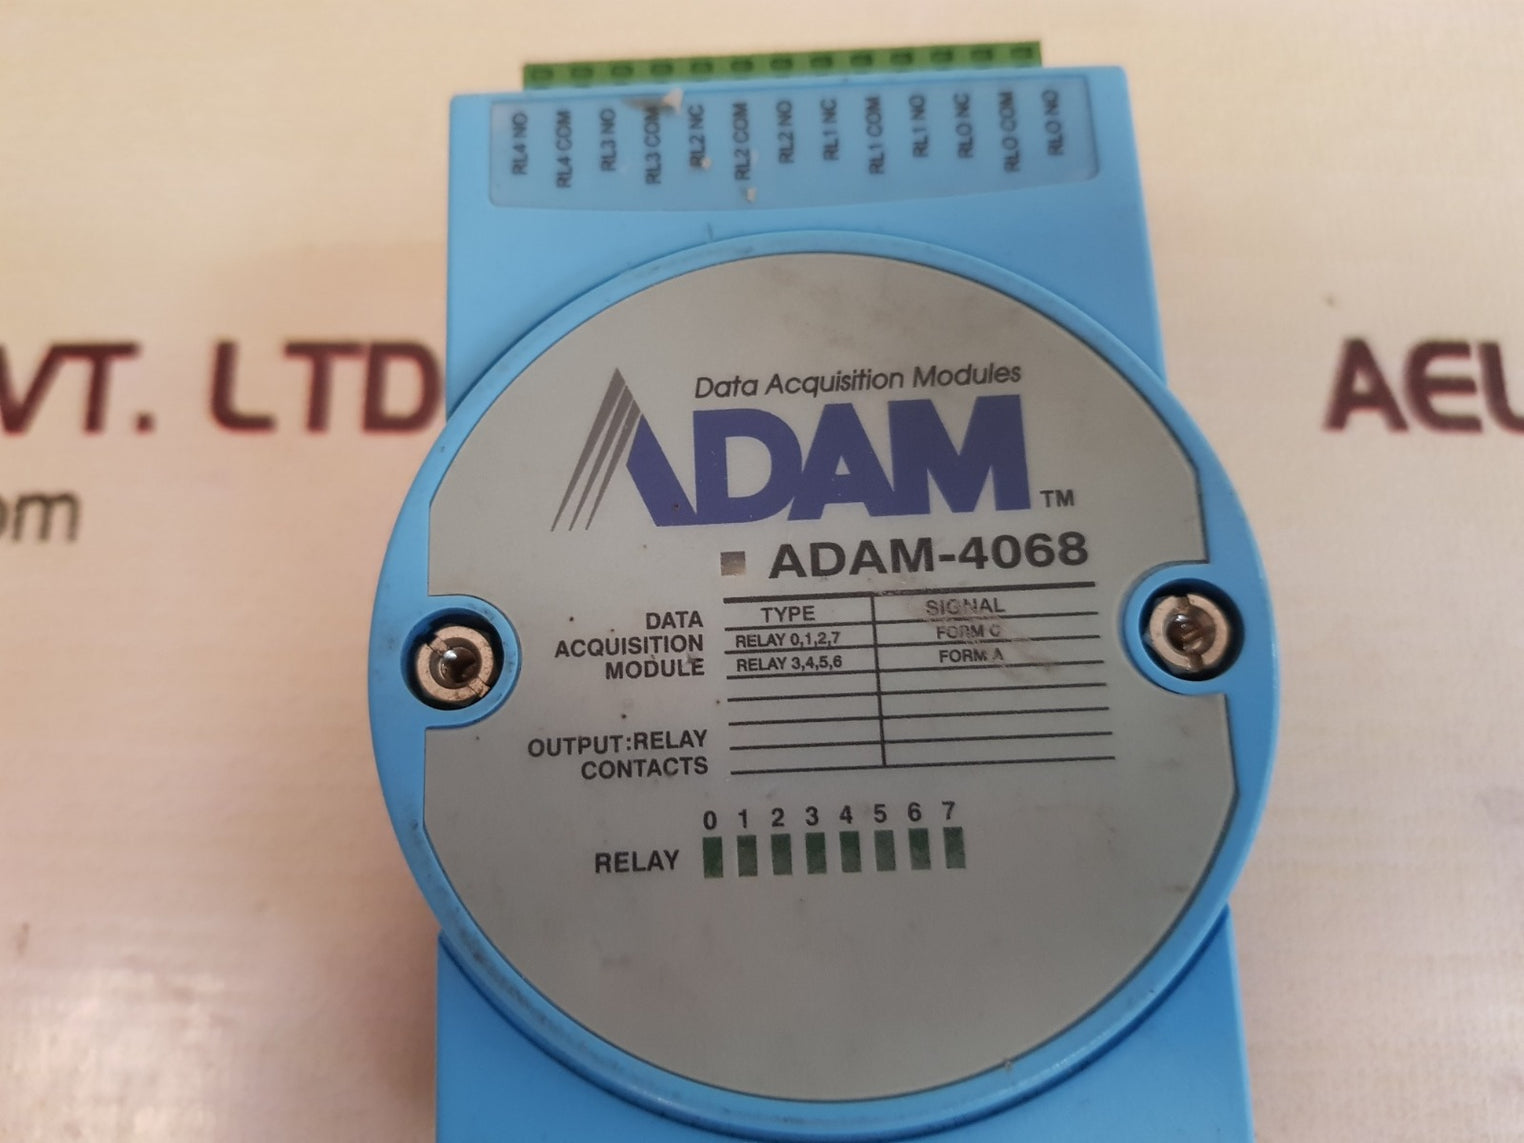 RL4 NO
RL4 COM
RL3 NO
RL3 COM
RL2 NC
RL2 COM
RL2 NO
RL1 NC
RL1 COM
RL1 NO
RL0 NC
RL0 COM
RL0 NO
VT. LTD
AEL
om
Data Acquisition Modules
ADAM TM
ADAM-4068
DATA
ACQUISITION
MODULE
TYPE SIGNAL
RELAY 0,1,2,7 FORM C
RELAY 3,4,5,6 FORM A
OUTPUT:RELAY
CONTACTS
0 1 2 3 4 5 6 7
RELAY